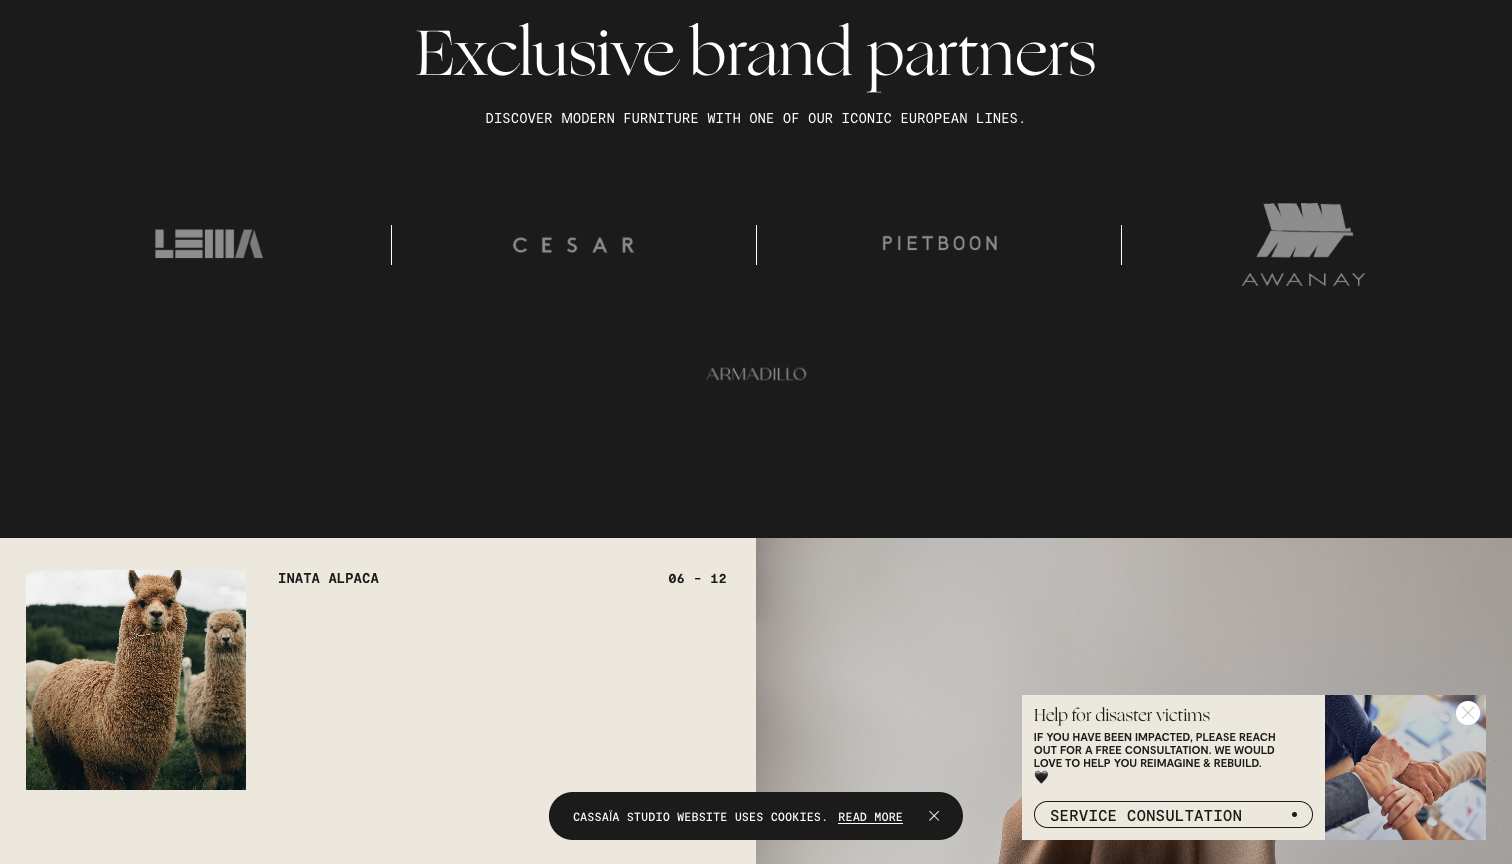 Exclusive brand partners
DISCOVER MODERN FURNITURE WITH ONE OF OUR ICONIC EUROPEAN LINES.
LEMA
CESAR
PIETBOON
AWANAY
ARMADILLO
INATA ALPACA
06 - 12
Help for disaster victims
IF YOU HAVE BEEN IMPACTED, PLEASE REACH
OUT FOR A FREE CONSULTATION. WE WOULD
LOVE TO HELP YOU REIMAGINE & REBUILD.
🖤
SERVICE CONSULTATION
CASSAÏA STUDIO WEBSITE USES COOKIES. READ MORE